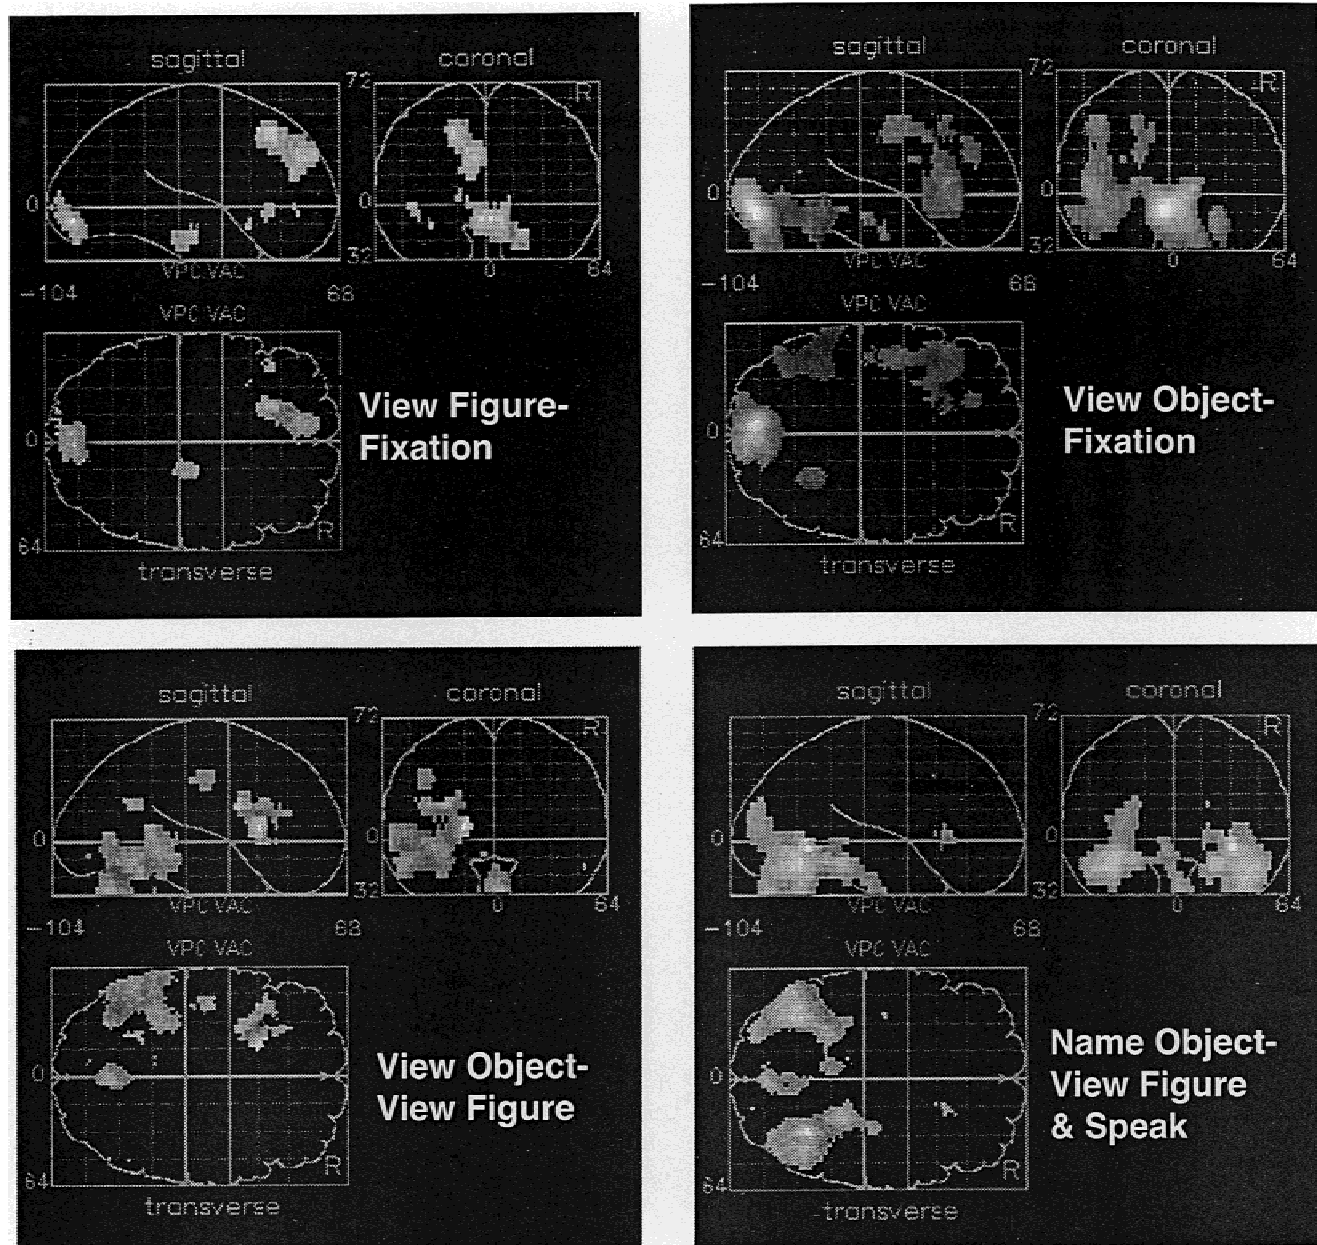 sagittal coronal
72 R
0
32
VPC VAC 0 64
-104 68
VPC VAC
0
View Figure-
Fixation
R
64
transverse
sagittal coronal
72 R
0 0
32
VPC VAC 0 64
-104 68
VPC VAC
0
View Object-
Fixation
R
64
transverse
sagittal coronal
72 R
0 0
32
VPC VAC 0 64
-104 68
VPC VAC
0
View Object-
View Figure
R
64
transverse
sagittal coronal
72 R
0 0
32
VPC VAC 0 64
-104 68
VPC VAC
0
Name Object-
View Figure
& Speak
R
64
transverse